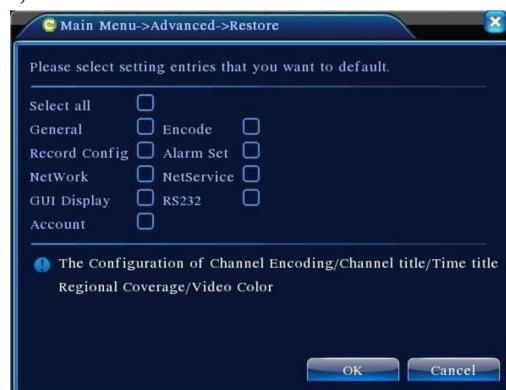 Main Menu->Advanced->Restore
Please select setting entries that you want to default.
Select all
General Encode
Record Config Alarm Set
NetWork NetService
GUI Display RS232
Account
The Configuration of Channel Encoding/Channel title/Time title
Regional Coverage/Video Color
OK Cancel